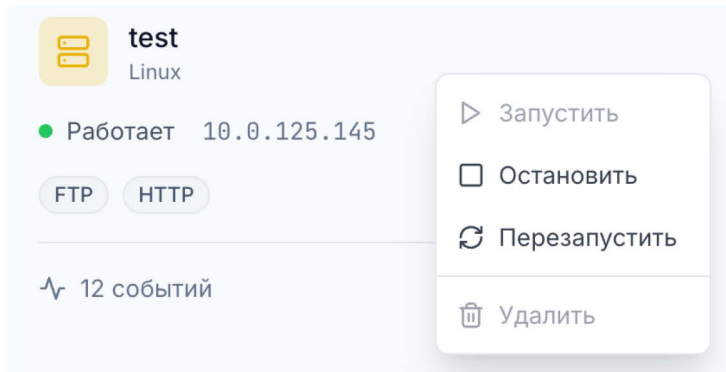 test
Linux
Работает 10.0.125.145
FTP HTTP
12 событий
Запустить
Остановить
Перезапустить
Удалить